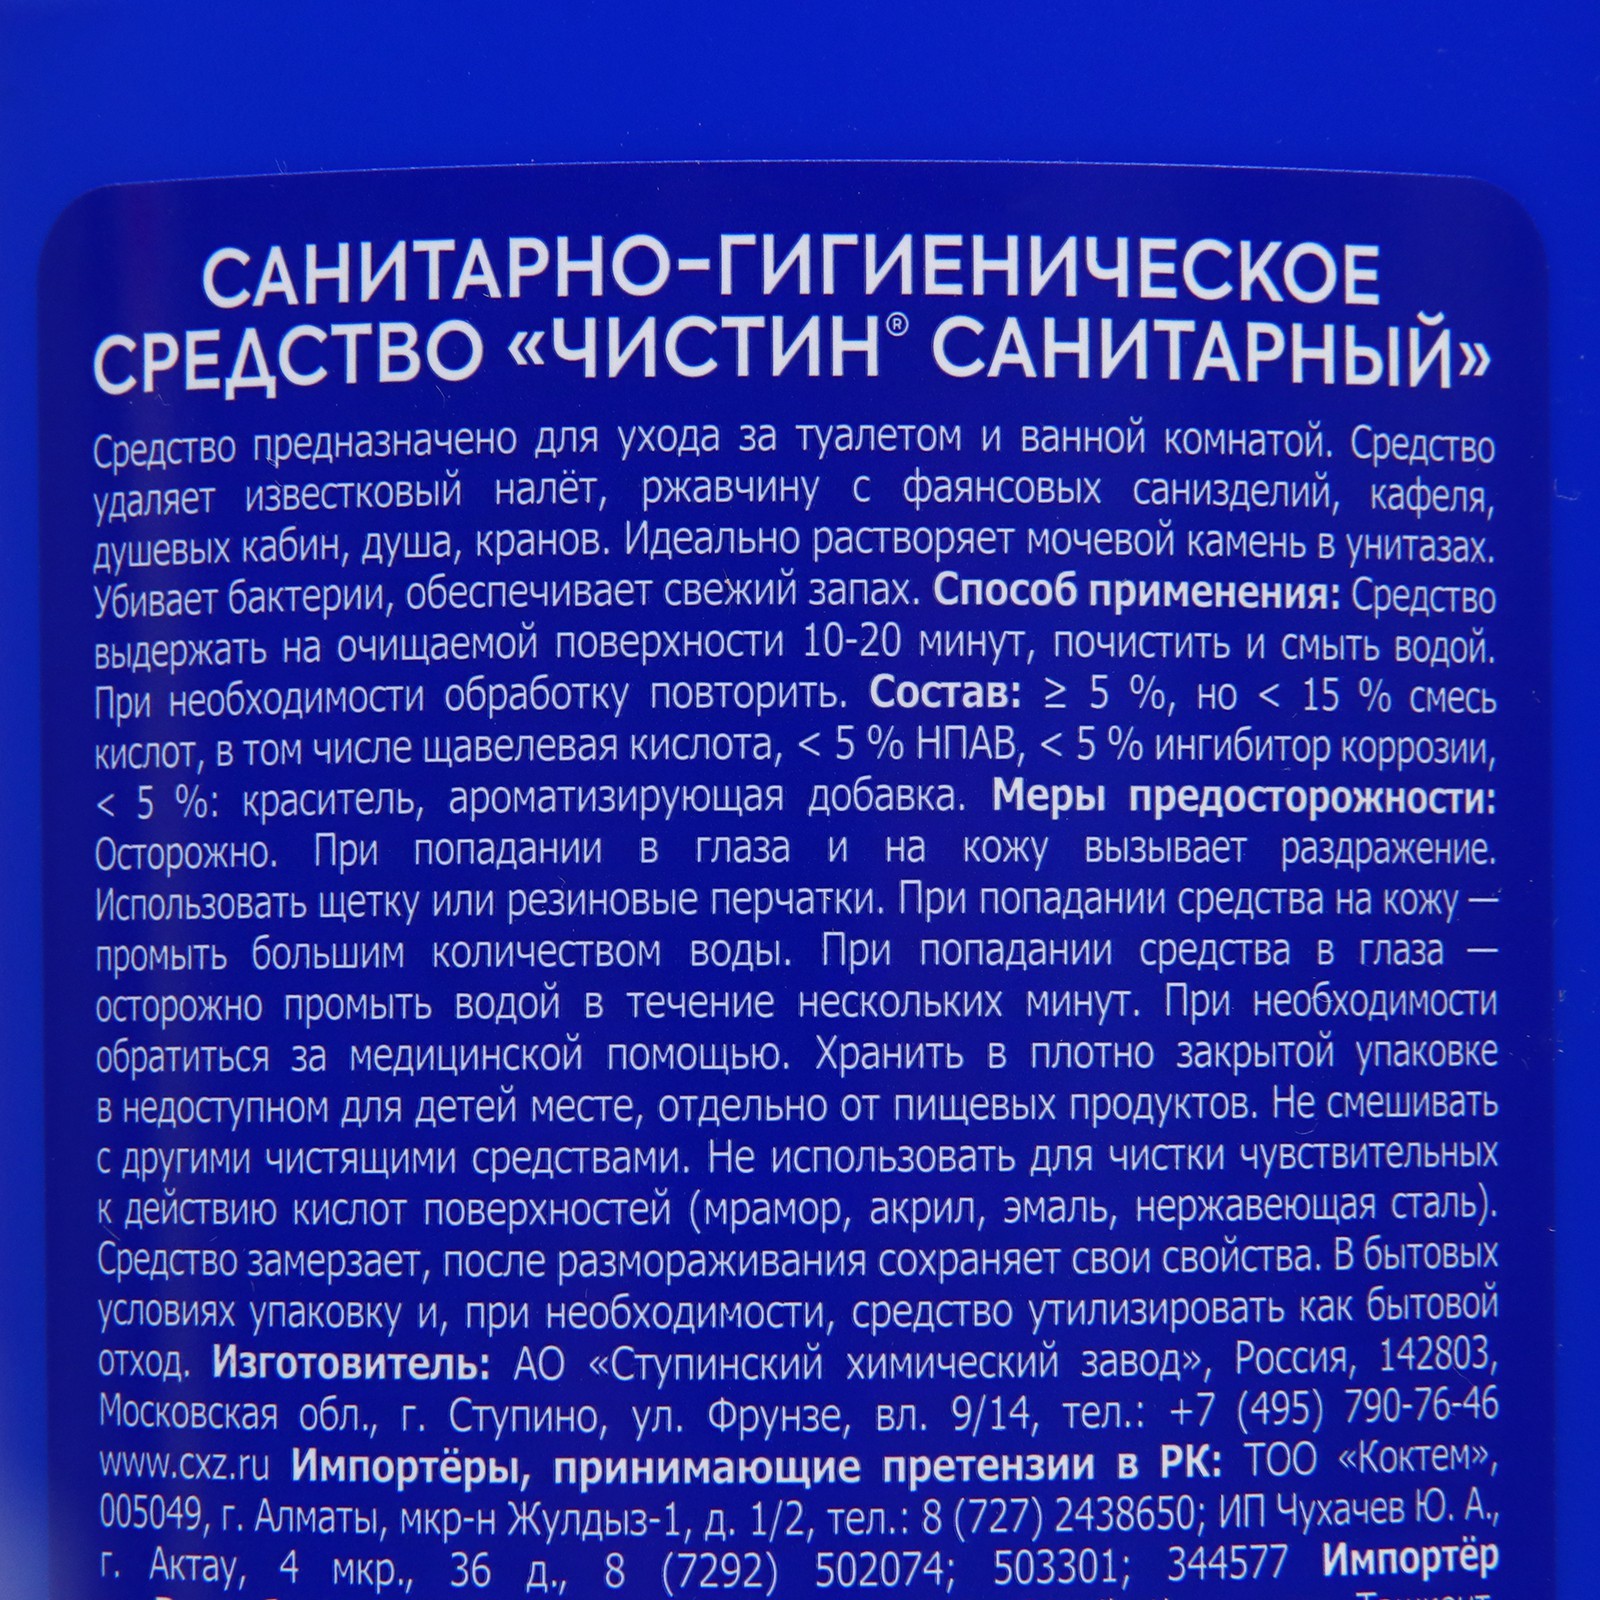 САНИТАРНО-ГИГИЕНИЧЕСКОЕ
СРЕДСТВО «ЧИСТИН® САНИТАРНЫЙ»
Средство предназначено для ухода за туалетом и ванной комнатой. Средство
удаляет известковый налёт, ржавчину с фаянсовых санизделий, кафеля,
душевых кабин, душа, кранов. Идеально растворяет мочевой камень в унитазах.
Убивает бактерии, обеспечивает свежий запах. Способ применения: Средство
выдержать на очищаемой поверхности 10-20 минут, почистить и смыть водой.
При необходимости обработку повторить. Состав: ≥ 5 %, но < 15 % смесь
кислот, в том числе щавелевая кислота, < 5 % НПАВ, < 5 % ингибитор коррозии,
< 5 %: краситель, ароматизирующая добавка. Меры предосторожности:
Осторожно. При попадании в глаза и на кожу вызывает раздражение.
Использовать щетку или резиновые перчатки. При попадании средства на кожу —
промыть большим количеством воды. При попадании средства в глаза —
осторожно промыть водой в течение нескольких минут. При необходимости
обратиться за медицинской помощью. Хранить в плотно закрытой упаковке
в недоступном для детей месте, отдельно от пищевых продуктов. Не смешивать
с другими чистящими средствами. Не использовать для чистки чувствительных
к действию кислот поверхностей (мрамор, акрил, эмаль, нержавеющая сталь).
Средство замерзает, после размораживания сохраняет свои свойства. В бытовых
условиях упаковку и, при необходимости, средство утилизировать как бытовой
отход. Изготовитель: АО «Ступинский химический завод», Россия, 142803,
Московская обл., г. Ступино, ул. Фрунзе, вл. 9/14, тел.: +7 (495) 790-76-46
www.cxz.ru Импортёры, принимающие претензии в РК: ТОО «Коктем»,
005049, г. Алматы, мкр-н Жулдыз-1, д. 1/2, тел.: 8 (727) 2438650; ИП Чухачев Ю. А.,
г. Актау, 4 мкр., 36 д., 8 (7292) 502074; 503301; 344577 Импортёр